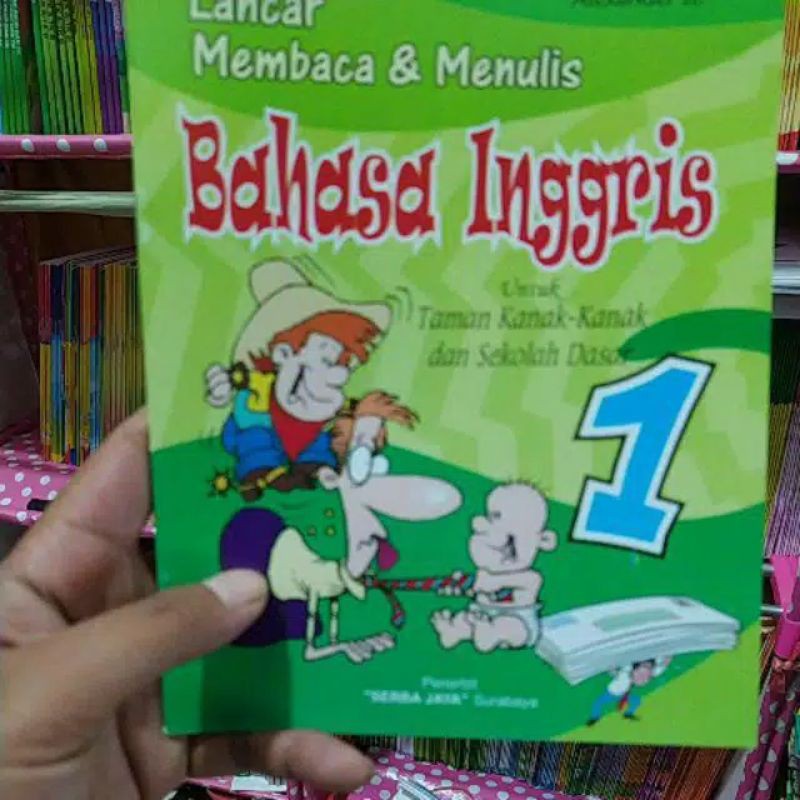 Lancar
Membaca & Menulis
Bahasa Inggris
Untuk
Taman Kanak-Kanak
dan Sekolah Dasar
1
Penerbit
"SERBA JAYA" Surabaya